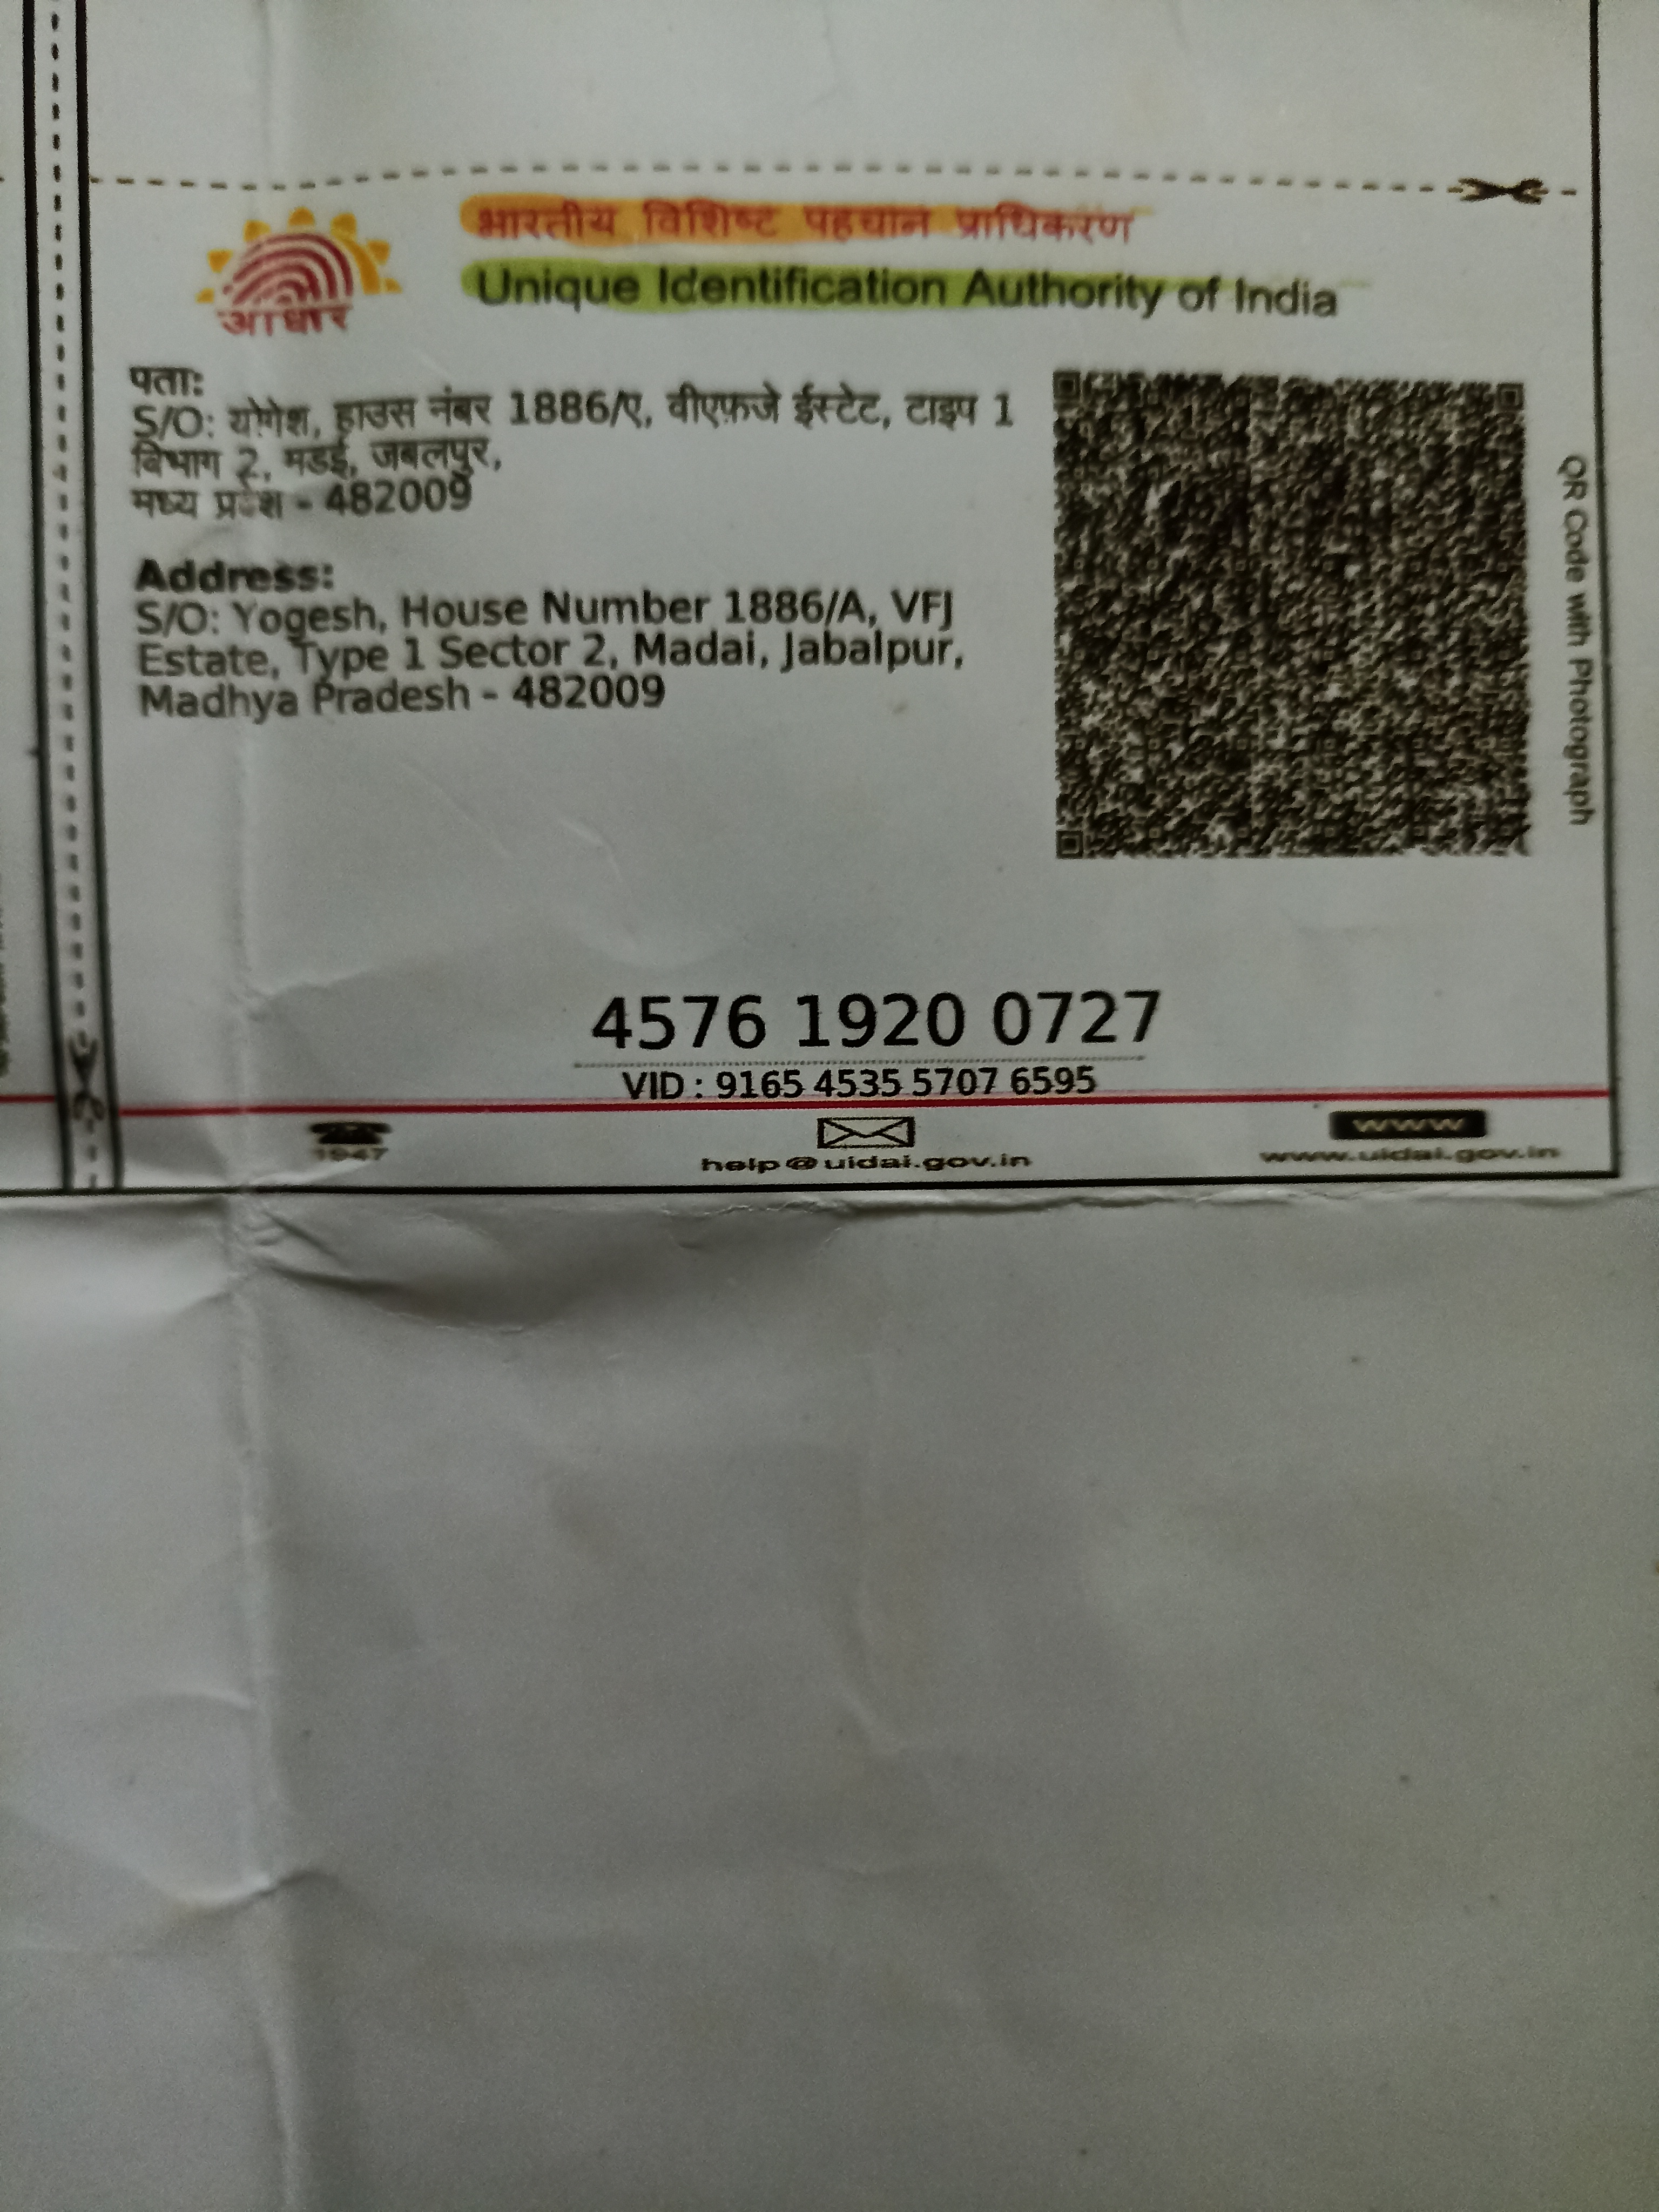 भारतीय विशिष्ट पहचान प्राधिकरण
Unique Identification Authority of India
आधार
पता:
S/O: योगेश, हाउस नंबर 1886/ए, वीएफ़जे ईस्टेट, टाइप 1
विभाग 2, मडई, जबलपुर,
मध्य प्रदेश - 482009
Address:
S/O: Yogesh, House Number 1886/A, VFJ
Estate, Type 1 Sector 2, Madai, Jabalpur,
Madhya Pradesh - 482009
QR Code with Photograph
4576 1920 0727
VID : 9165 4535 5707 6595
1947
help@uidai.gov.in
www
www.uidai.gov.in